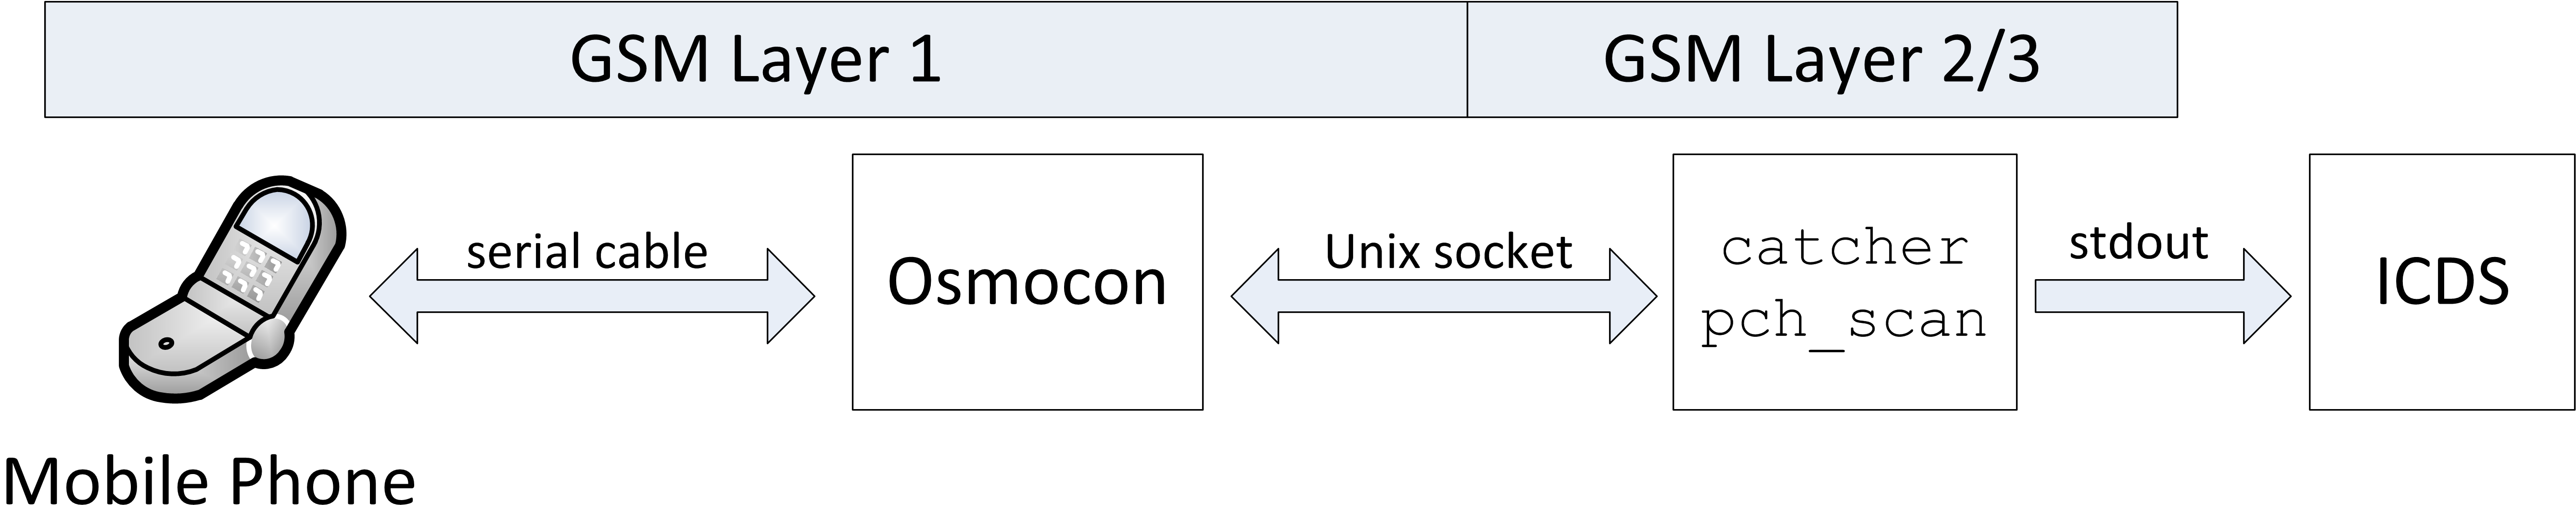 GSM Layer 1
GSM Layer 2/3
serial cable
Osmocon
Unix socket
catcher
pch_scan
stdout
ICDS
Mobile Phone